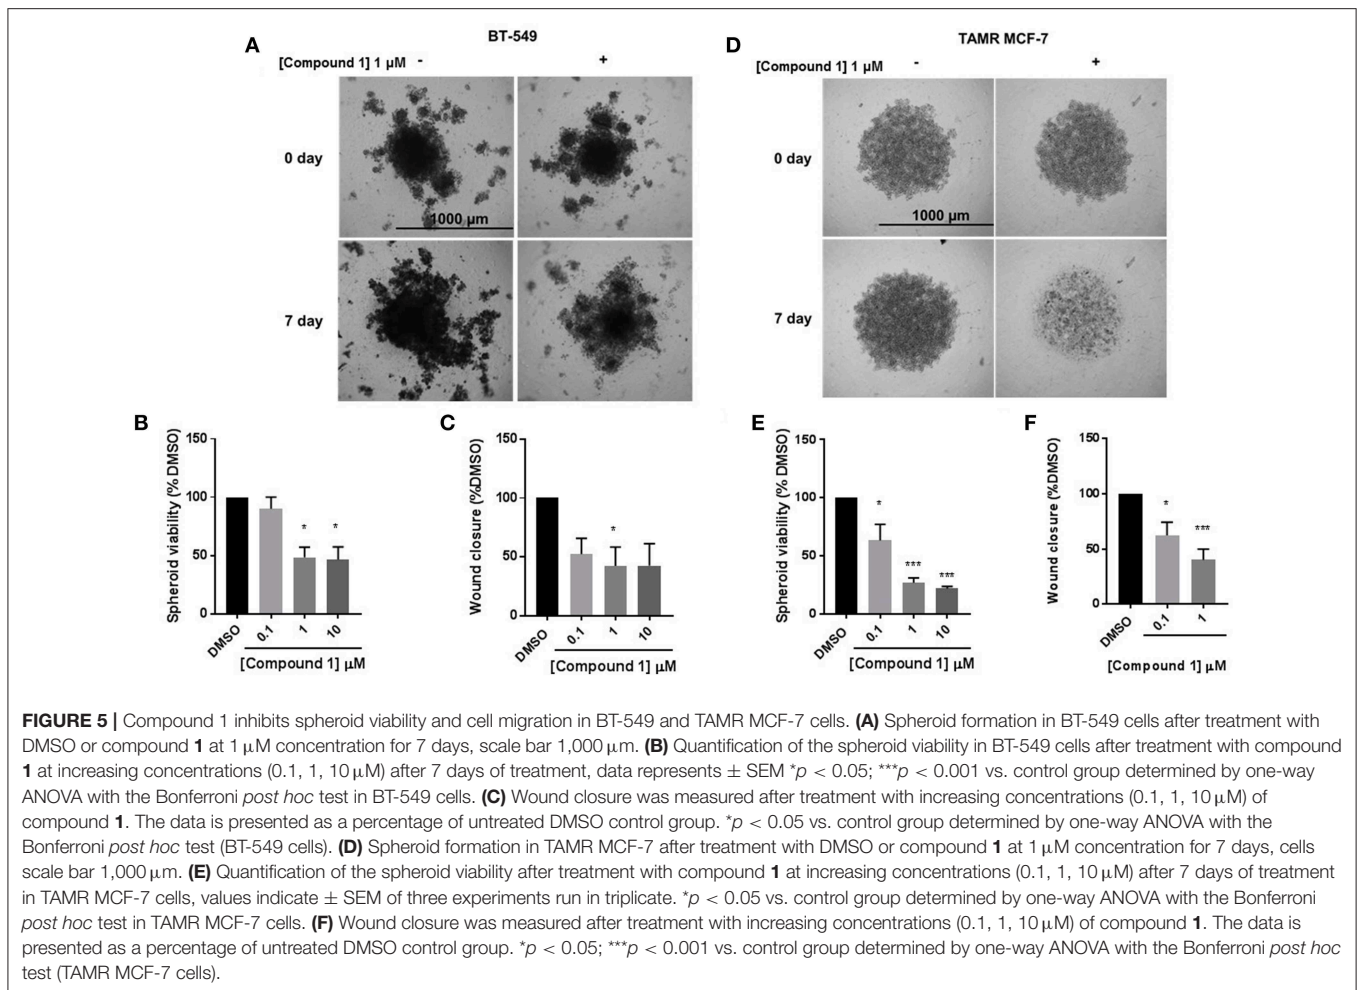 A
BT-549
[Compound 1] 1 µM - +
0 day
1000 µm
7 day
D
TAMR MCF-7
[Compound 1] 1 µM - +
0 day
1000 µm
7 day
B
Spheroid viability (% DMSO)
150
100
50
0
DMSO 0.1 1 10
* *
[Compound 1] µM
C
Wound closure (%DMSO)
150
100
50
0
DMSO 0.1 1 10
*
[Compound 1] µM
E
Spheroid viability (% DMSO)
150
100
50
0
DMSO 0.1 1 10
* *** ***
[Compound 1] µM
F
Wound closure (%DMSO)
150
100
50
0
DMSO 0.1 1
* ***
[Compound 1] µM
FIGURE 5 | Compound 1 inhibits spheroid viability and cell migration in BT-549 and TAMR MCF-7 cells. (A) Spheroid formation in BT-549 cells after treatment with
DMSO or compound 1 at 1 µM concentration for 7 days, scale bar 1,000 µm. (B) Quantification of the spheroid viability in BT-549 cells after treatment with compound
1 at increasing concentrations (0.1, 1, 10 µM) after 7 days of treatment, data represents ± SEM *p < 0.05; ***p < 0.001 vs. control group determined by one-way
ANOVA with the Bonferroni post hoc test in BT-549 cells. (C) Wound closure was measured after treatment with increasing concentrations (0.1, 1, 10 µM) of
compound 1. The data is presented as a percentage of untreated DMSO control group. *p < 0.05 vs. control group determined by one-way ANOVA with the
Bonferroni post hoc test (BT-549 cells). (D) Spheroid formation in TAMR MCF-7 after treatment with DMSO or compound 1 at 1 µM concentration for 7 days, cells
scale bar 1,000 µm. (E) Quantification of the spheroid viability after treatment with compound 1 at increasing concentrations (0.1, 1, 10 µM) after 7 days of treatment
in TAMR MCF-7 cells, values indicate ± SEM of three experiments run in triplicate. *p < 0.05 vs. control group determined by one-way ANOVA with the Bonferroni
post hoc test in TAMR MCF-7 cells. (F) Wound closure was measured after treatment with increasing concentrations (0.1, 1, 10 µM) of compound 1. The data is
presented as a percentage of untreated DMSO control group. *p < 0.05; ***p < 0.001 vs. control group determined by one-way ANOVA with the Bonferroni post hoc
test (TAMR MCF-7 cells).